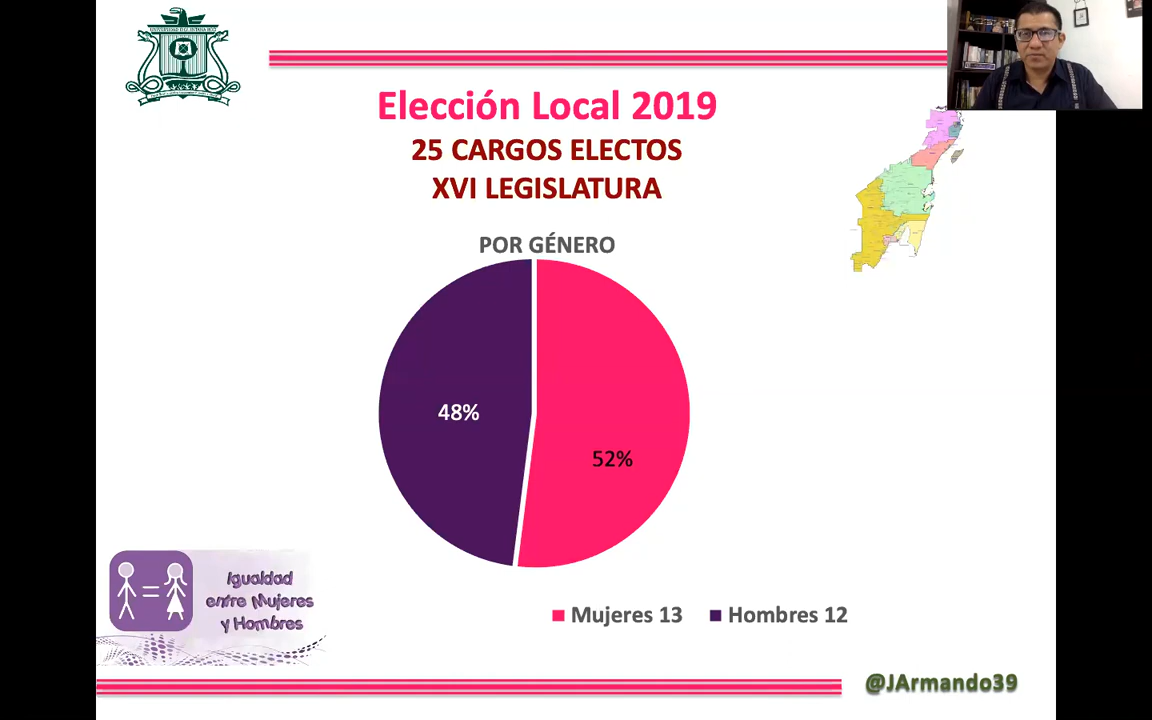 Elección Local 2019
25 CARGOS ELECTOS
XVI LEGISLATURA
POR GÉNERO
48%
52%
Mujeres 13
Hombres 12
Igualdad
entre Mujeres
y Hombres
@JArmando39